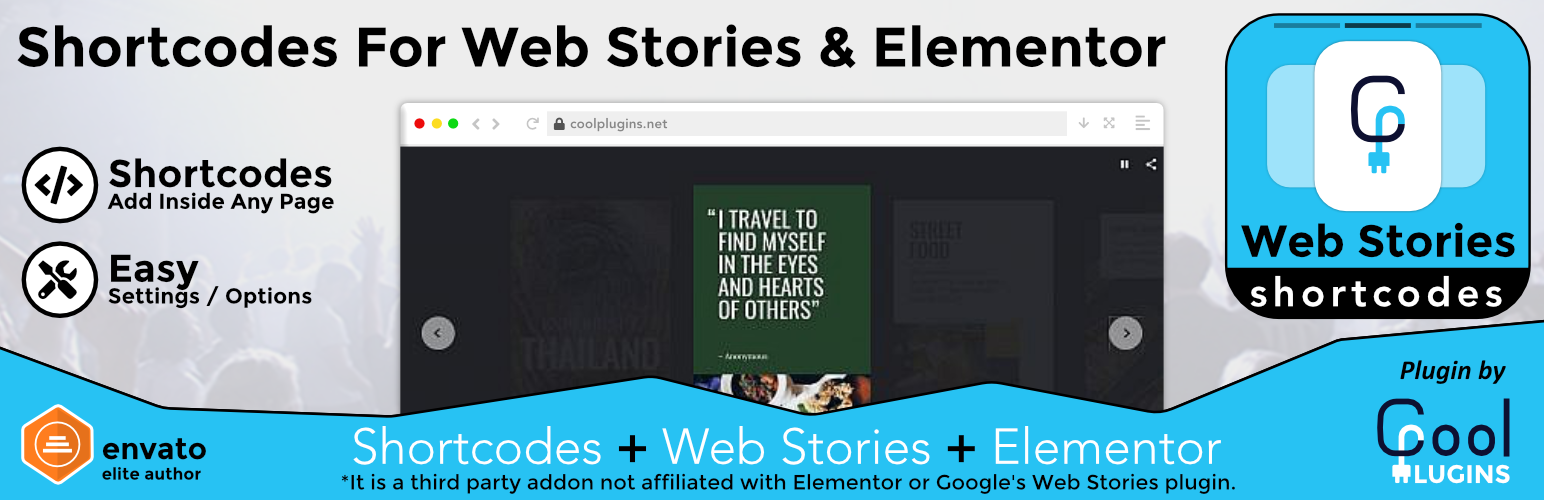 Shortcodes For Web Stories & Elementor
Shortcodes
Add Inside Any Page
Easy
Settings / Options
coolplugins.net
“I TRAVEL TO
FIND MYSELF
IN THE EYES
AND HEARTS
OF OTHERS”
– Anonymous
THAILAND
STREET
FOOD
Web Stories
shortcodes
Plugin by
Cool
PLUGINS
envato
elite author
Shortcodes + Web Stories + Elementor
*It is a third party addon not affiliated with Elementor or Google's Web Stories plugin.